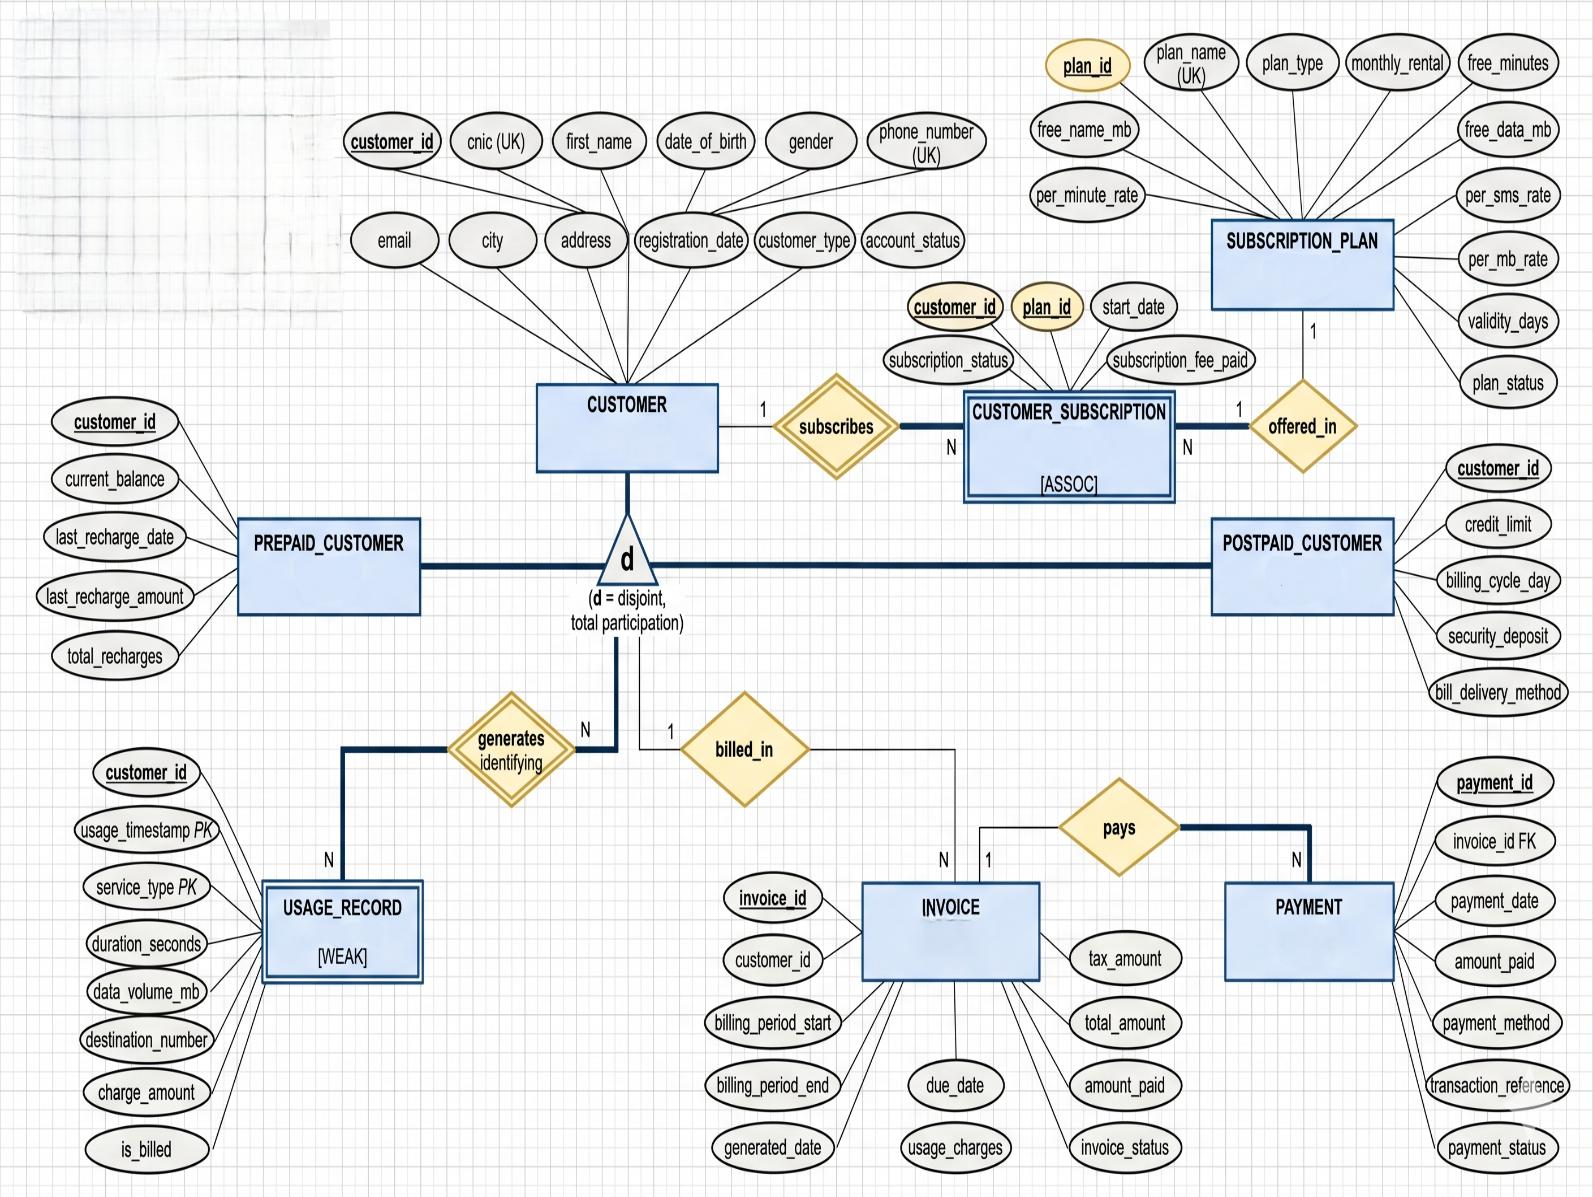 plan_id
plan_name
(UK)
plan_type
monthly_rental
free_minutes
free_name_mb
free_data_mb
per_minute_rate
per_sms_rate
SUBSCRIPTION_PLAN
per_mb_rate
validity_days
plan_status
1
customer_id
cnic (UK)
first_name
date_of_birth
gender
phone_number
(UK)
email
city
address
registration_date
customer_type
account_status
customer_id
plan_id
start_date
subscription_status
subscription_fee_paid
CUSTOMER
1
subscribes
N
CUSTOMER_SUBSCRIPTION
[ASSOC]
1
N
offered_in
customer_id
current_balance
last_recharge_date
last_recharge_amount
total_recharges
PREPAID_CUSTOMER
d
(d = disjoint,
total participation)
POSTPAID_CUSTOMER
customer_id
credit_limit
billing_cycle_day
security_deposit
bill_delivery_method
generates
identifying
N
1
billed_in
customer_id
usage_timestamp PK
service_type PK
duration_seconds
data_volume_mb
destination_number
charge_amount
is_billed
N
USAGE_RECORD
[WEAK]
N
1
pays
N
invoice_id
customer_id
billing_period_start
billing_period_end
generated_date
INVOICE
due_date
usage_charges
tax_amount
total_amount
amount_paid
invoice_status
PAYMENT
payment_id
invoice_id FK
payment_date
amount_paid
payment_method
transaction_reference
payment_status